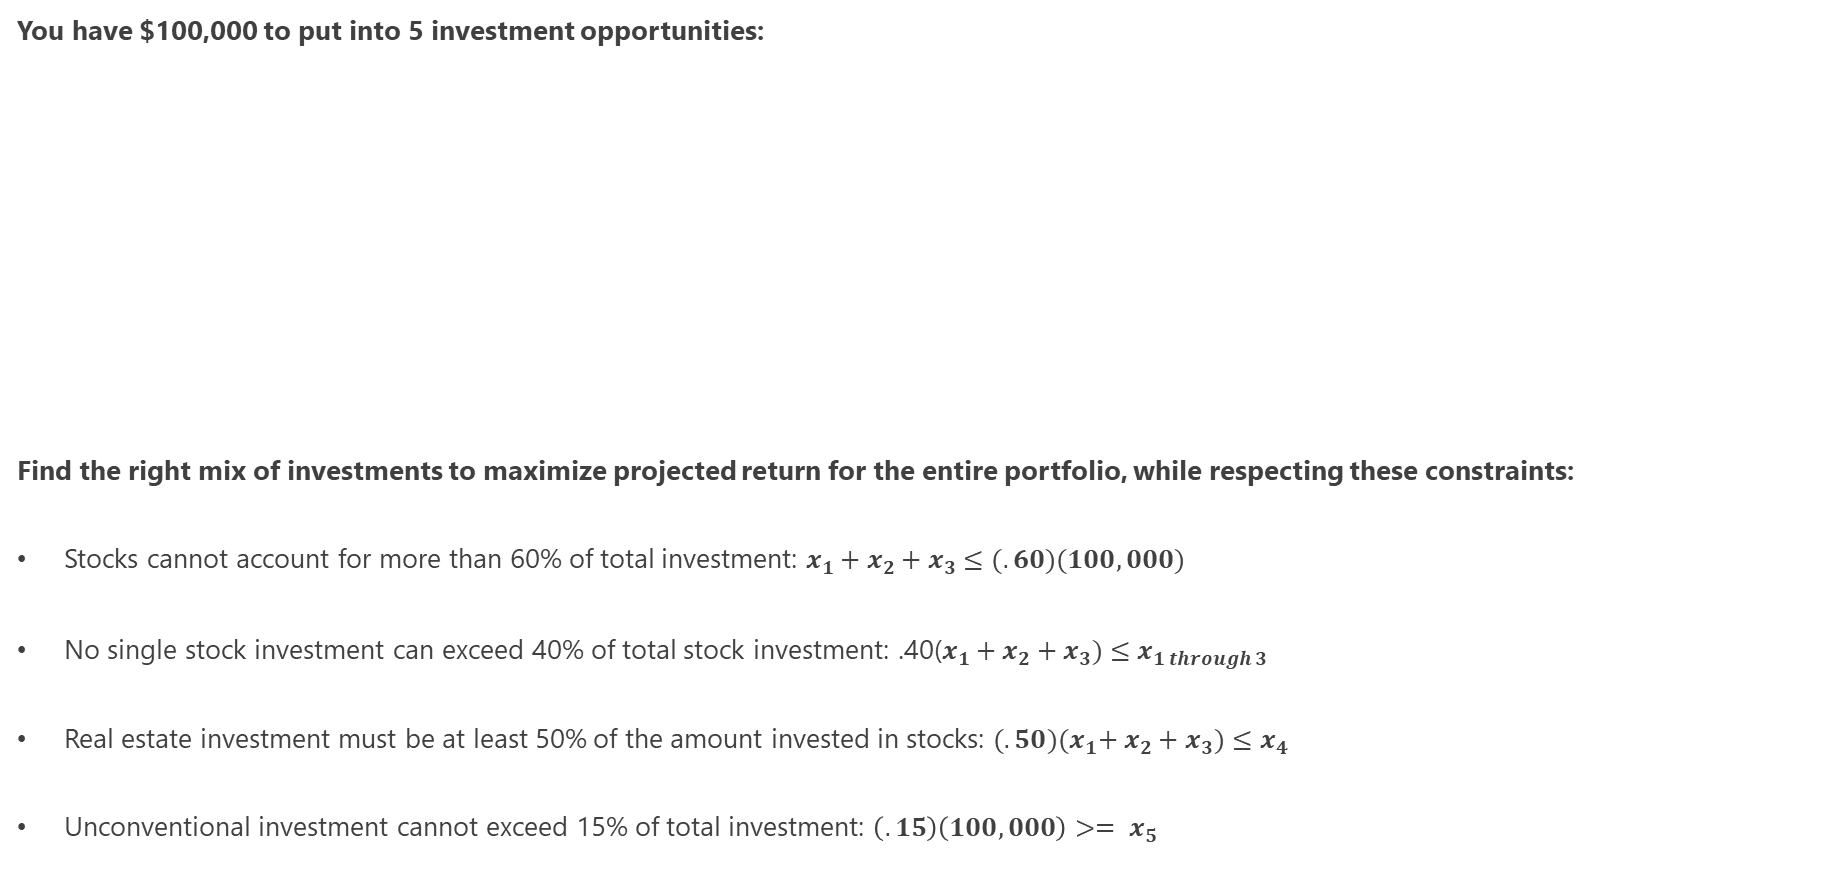 You have $100,000 to put into 5 investment opportunities:
Find the right mix of investments to maximize projected return for the entire portfolio, while respecting these constraints:
• Stocks cannot account for more than 60% of total investment: x₁ + x₂ + x₃ ≤ (.60)(100,000)
• No single stock investment can exceed 40% of total stock investment: .40(x₁ + x₂ + x₃) ≤ x₁ through 3
• Real estate investment must be at least 50% of the amount invested in stocks: (.50)(x₁+ x₂ + x₃) ≤ x₄
• Unconventional investment cannot exceed 15% of total investment: (.15)(100,000) >= x₅